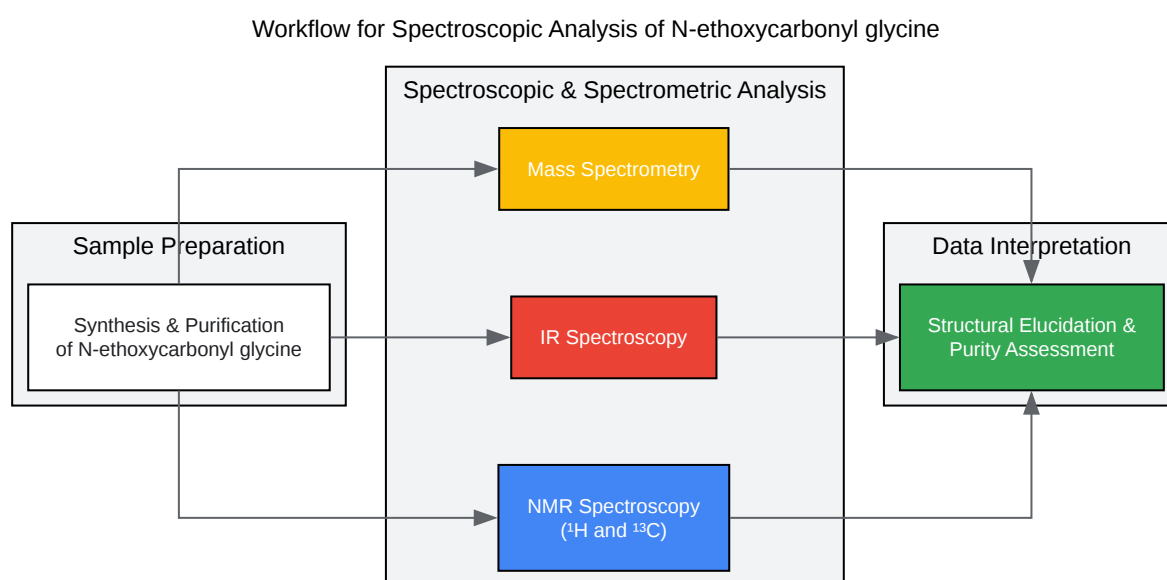 Workflow for Spectroscopic Analysis of N-ethoxycarbonyl glycine
Spectroscopic & Spectrometric Analysis
Mass Spectrometry
Sample Preparation
Data Interpretation
Synthesis & Purification
of N-ethoxycarbonyl glycine
IR Spectroscopy
Structural Elucidation &
Purity Assessment
NMR Spectroscopy
(¹H and ¹³C)